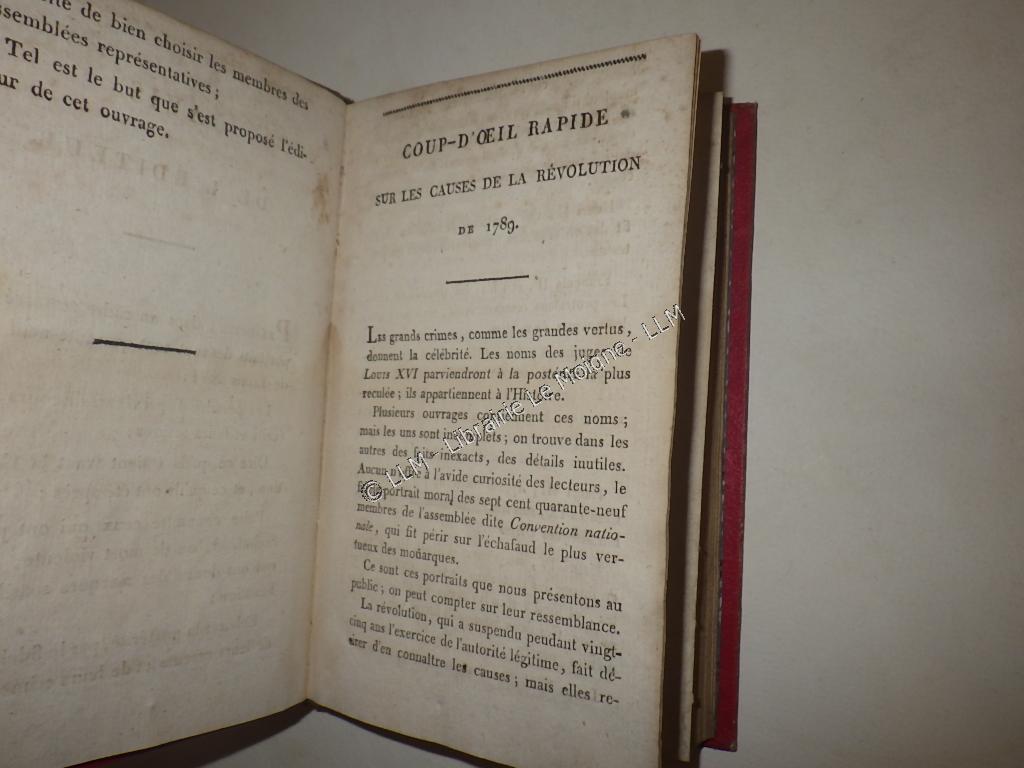 de bien choisir les membres des
assemblées représentatives ;
Tel est le but que s'est proposé l'édi-
ur de cet ouvrage.
COUP-D'ŒIL RAPIDE
SUR LES CAUSES DE LA RÉVOLUTION
DE 1789.
Les grands crimes, comme les grandes vertus,
donnent la célébrité. Les noms des juges de
Louis XVI parviendront à la postérité la plus
reculée ; ils appartiennent à l'Histoire.
Plusieurs ouvrages contiennent ces noms ;
mais les uns sont incomplets ; on trouve dans les
autres des faits inexacts, des détails inutiles.
Aucun n'offre à l'avide curiosité des lecteurs, le
portrait moral des sept cent quarante-neuf
membres de l'assemblée dite Convention natio-
nale, qui fit périr sur l'échafaud le plus ver-
tueux des monarques.
Ce sont ces portraits que nous présentons au
public ; on peut compter sur leur ressemblance.
La révolution, qui a suspendu peudant vingt-
cinq ans l'exercice de l'autorité légitime, fait dé-
sirer d'en connaître les causes ; mais elles re-
© LLM - Librairie Le Moigne - LLM